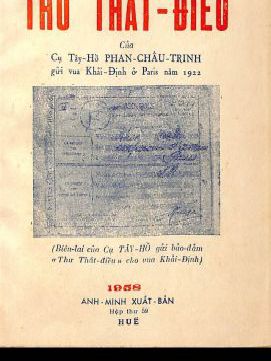 THƯ THẤT-ĐIỀU
Của
Cụ Tây-Hồ PHAN-CHÂU-TRINH
gửi vua Khải-Định ở Paris năm 1922
(Biên-lai của Cụ TÂY-HỒ gửi bảo-đảm
« Thư Thất-điều » cho vua Khải-Định)
1958
ANH-MINH XUẤT-BẢN
Hộp thư 59
HUẾ